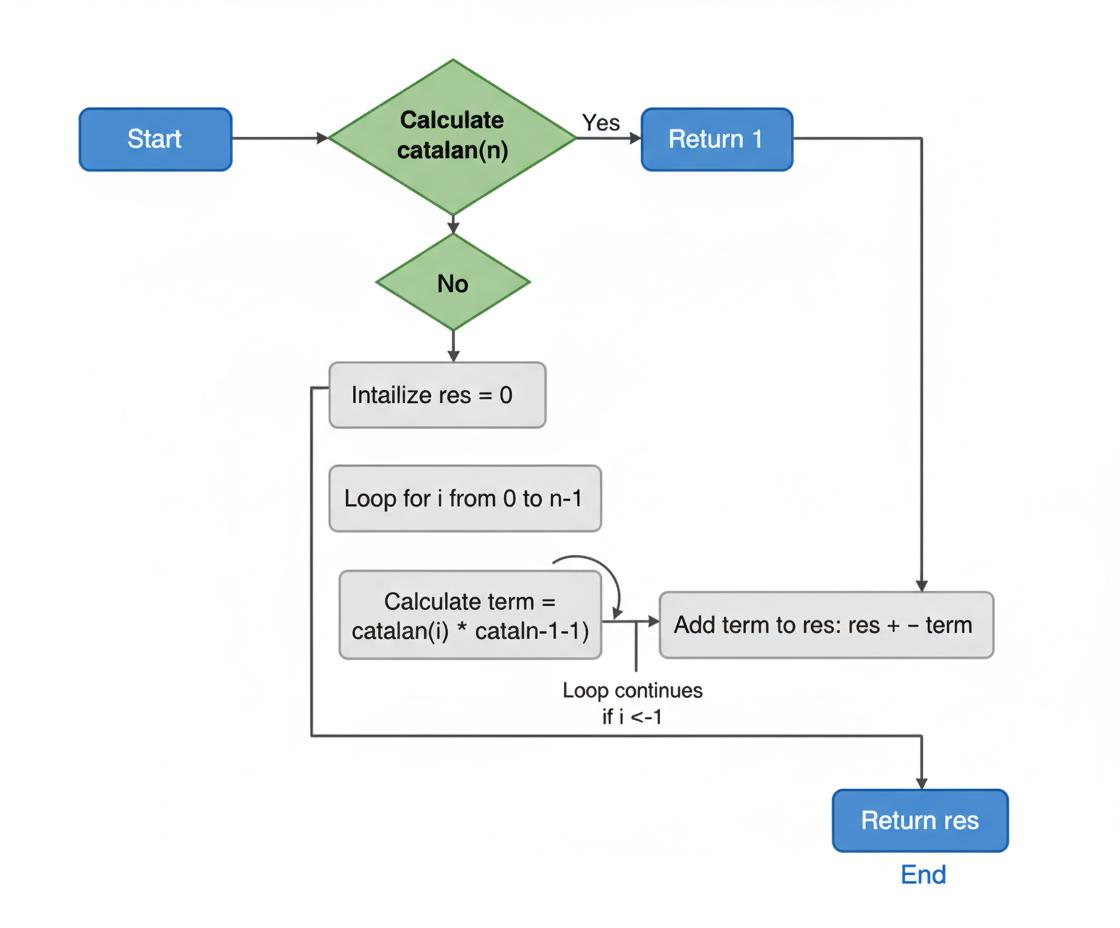 Start
Calculate
catalan(n)
Yes
Return 1
No
Intailize res = 0
Loop for i from 0 to n-1
Calculate term =
catalan(i) * cataln-1-1)
Add term to res: res + − term
Loop continues
if i <-1
Return res
End